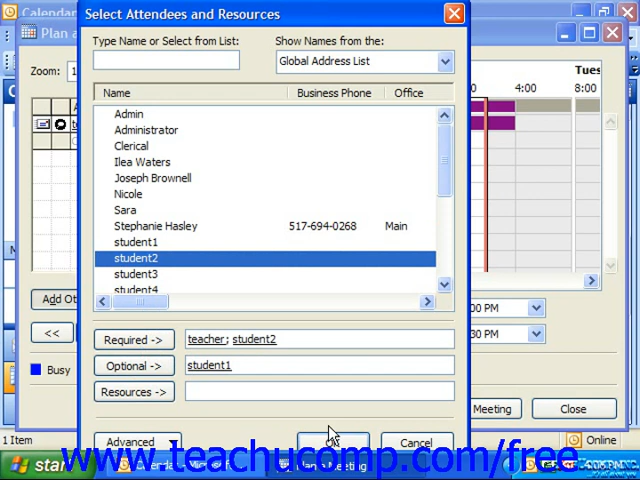 Calendar
Select Attendees and Resources
Plan a
Type Name or Select from List:
Show Names from the:
Zoom: 1
Global Address List
Tues
4:00 8:00
Name Business Phone Office
Admin
Administrator
Clerical
Ilea Waters
Joseph Brownell
Nicole
Sara
Stephanie Hasley 517-694-0268 Main
student1
student2
student3
student4
Add Ot
00 PM
Required -> teacher; student2
<<
30 PM
Optional -> student1
Busy
Resources ->
Meeting Close
1 Item
Advanced OK Cancel
Online
start
www.teachucomp.com/free